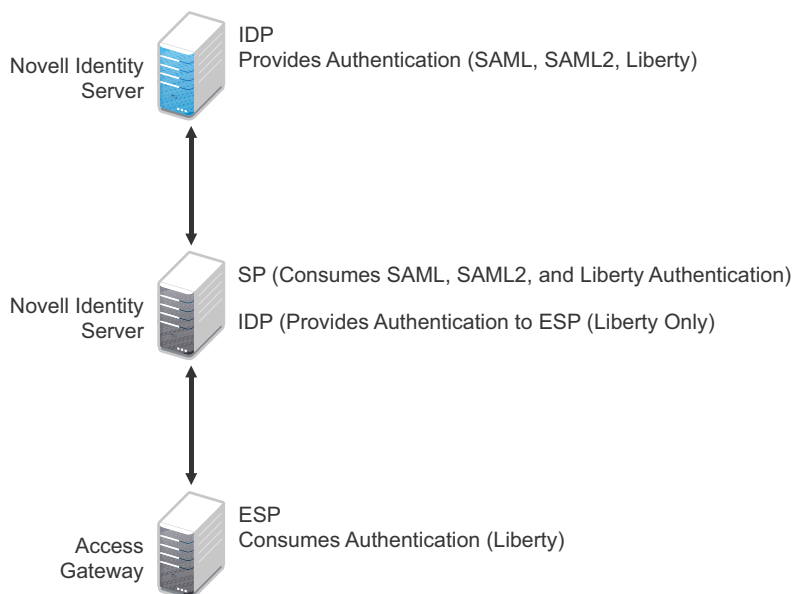 IDP
Provides Authentication (SAML, SAML2, Liberty)
Novell Identity
Server
SP (Consumes SAML, SAML2, and Liberty Authentication)
Novell Identity
Server
IDP (Provides Authentication to ESP (Liberty Only)
ESP
Consumes Authentication (Liberty)
Access
Gateway